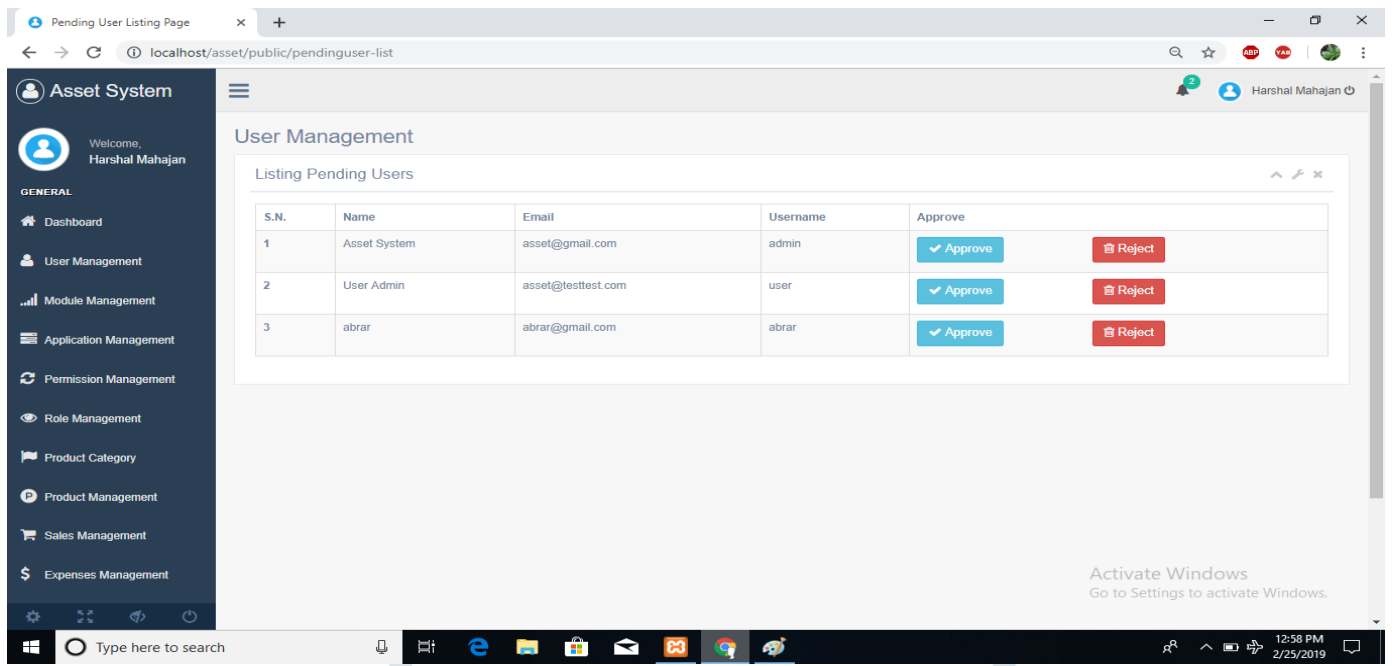 Pending User Listing Page
localhost/asset/public/pendinguser-list
ABP
YAB
Asset System
2
Harshal Mahajan
Welcome,
Harshal Mahajan
GENERAL
Dashboard
User Management
Module Management
Application Management
Permission Management
Role Management
Product Category
P Product Management
Sales Management
$ Expenses Management
User Management
Listing Pending Users
S.N. Name Email Username Approve
1 Asset System asset@gmail.com admin Approve Reject
2 User Admin asset@testtest.com user Approve Reject
3 abrar abrar@gmail.com abrar Approve Reject
Activate Windows
Go to Settings to activate Windows.
Type here to search
12:58 PM
2/25/2019